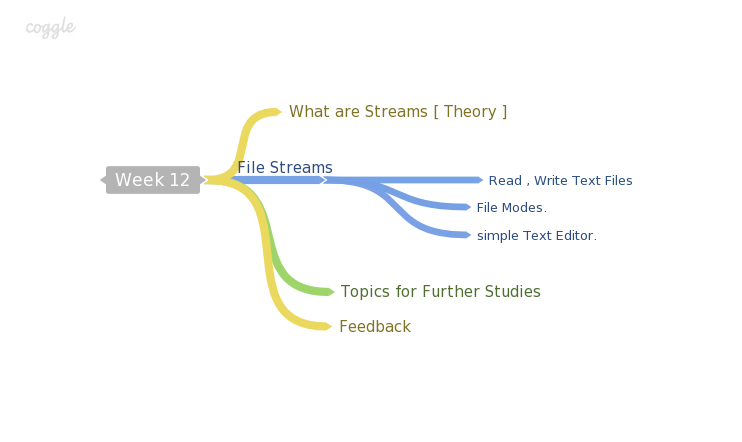 coggle
What are Streams [ Theory ]
File Streams
Week 12
Read , Write Text Files
File Modes.
simple Text Editor.
Topics for Further Studies
Feedback